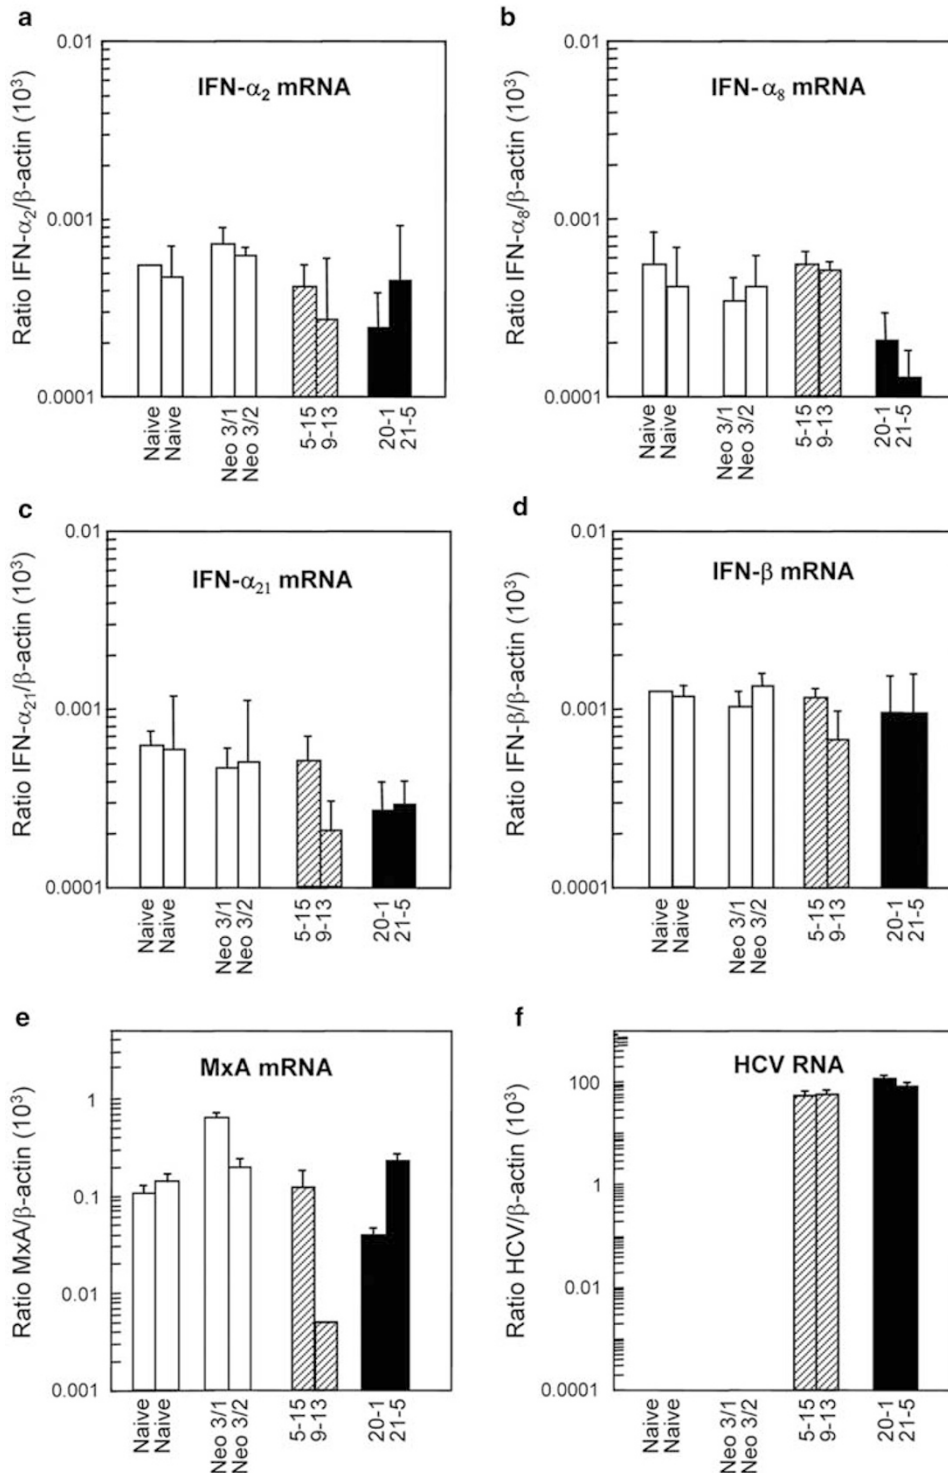 a
Ratio IFN-α2/β-actin (10³)
0.01
0.001
0.0001
IFN-α2 mRNA
Naive
Naive
Neo 3/1
Neo 3/2
5-15
9-13
20-1
21-5
b
Ratio IFN-α8/β-actin (10³)
0.01
0.001
0.0001
IFN-α8 mRNA
Naive
Naive
Neo 3/1
Neo 3/2
5-15
9-13
20-1
21-5
c
Ratio IFN-α21/β-actin (10³)
0.01
0.001
0.0001
IFN-α21 mRNA
Naive
Naive
Neo 3/1
Neo 3/2
5-15
9-13
20-1
21-5
d
Ratio IFN-β/β-actin (10³)
0.01
0.001
0.0001
IFN-β mRNA
Naive
Naive
Neo 3/1
Neo 3/2
5-15
9-13
20-1
21-5
e
Ratio MxA/β-actin (10³)
1
0.1
0.01
0.001
MxA mRNA
Naive
Naive
Neo 3/1
Neo 3/2
5-15
9-13
20-1
21-5
f
Ratio HCV/β-actin (10³)
100
1
0.01
0.0001
HCV RNA
Naive
Naive
Neo 3/1
Neo 3/2
5-15
9-13
20-1
21-5